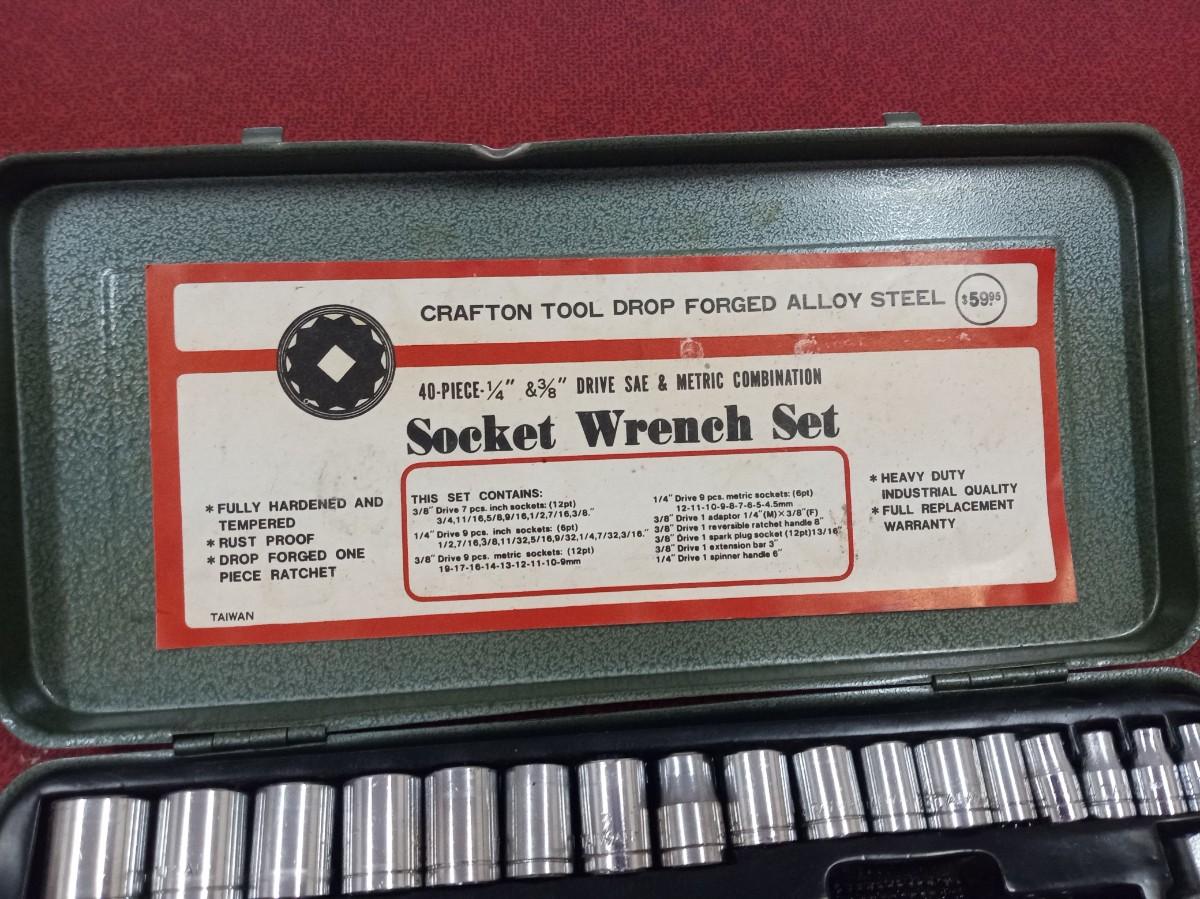 CRAFTON TOOL DROP FORGED ALLOY STEEL $59⁹⁵
40-PIECE-1/4" & 3/8" DRIVE SAE & METRIC COMBINATION
Socket Wrench Set
* FULLY HARDENED AND
TEMPERED
* RUST PROOF
* DROP FORGED ONE
PIECE RATCHET
TAIWAN
THIS SET CONTAINS:
3/8" Drive 7 pcs. inch sockets: (12pt)
3/4,11/16,5/8,9/16,1/2,7/16,3/8."
1/4" Drive 9 pcs. inch sockets: (6pt)
1/2,7/16,3/8,11/32,5/16,9/32,1/4,7/32,3/16."
3/8" Drive 9 pcs. metric sockets: (12pt)
19-17-16-14-13-12-11-10-9mm
1/4" Drive 9 pcs. metric sockets: (6pt)
12-11-10-9-8-7-6-5-4.5mm
3/8" Drive 1 adaptor 1/4"(M)×3/8"(F)
3/8" Drive 1 reversible ratchet handle 8"
3/8" Drive 1 spark plug socket (12pt)13/16"
3/8" Drive 1 extension bar 3"
1/4" Drive 1 spinner handle 6"
* HEAVY DUTY
INDUSTRIAL QUALITY
* FULL REPLACEMENT
WARRANTY